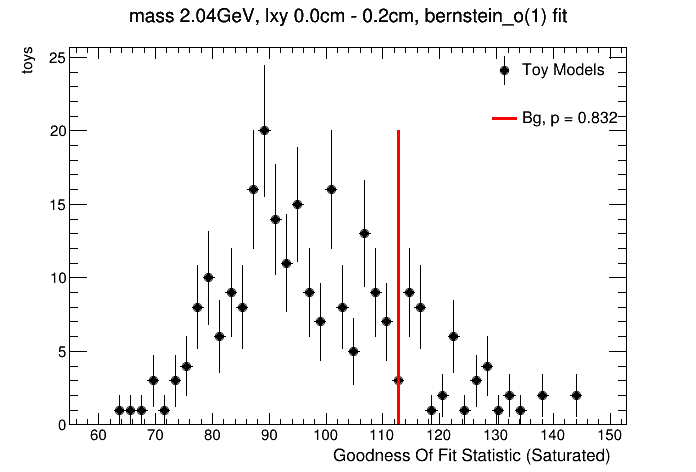 mass 2.04GeV, lxy 0.0cm - 0.2cm, bernstein_o(1) fit
toys
25
20
15
10
5
0
Toy Models
Bg, p = 0.832
60 70 80 90 100 110 120 130 140 150
Goodness Of Fit Statistic (Saturated)